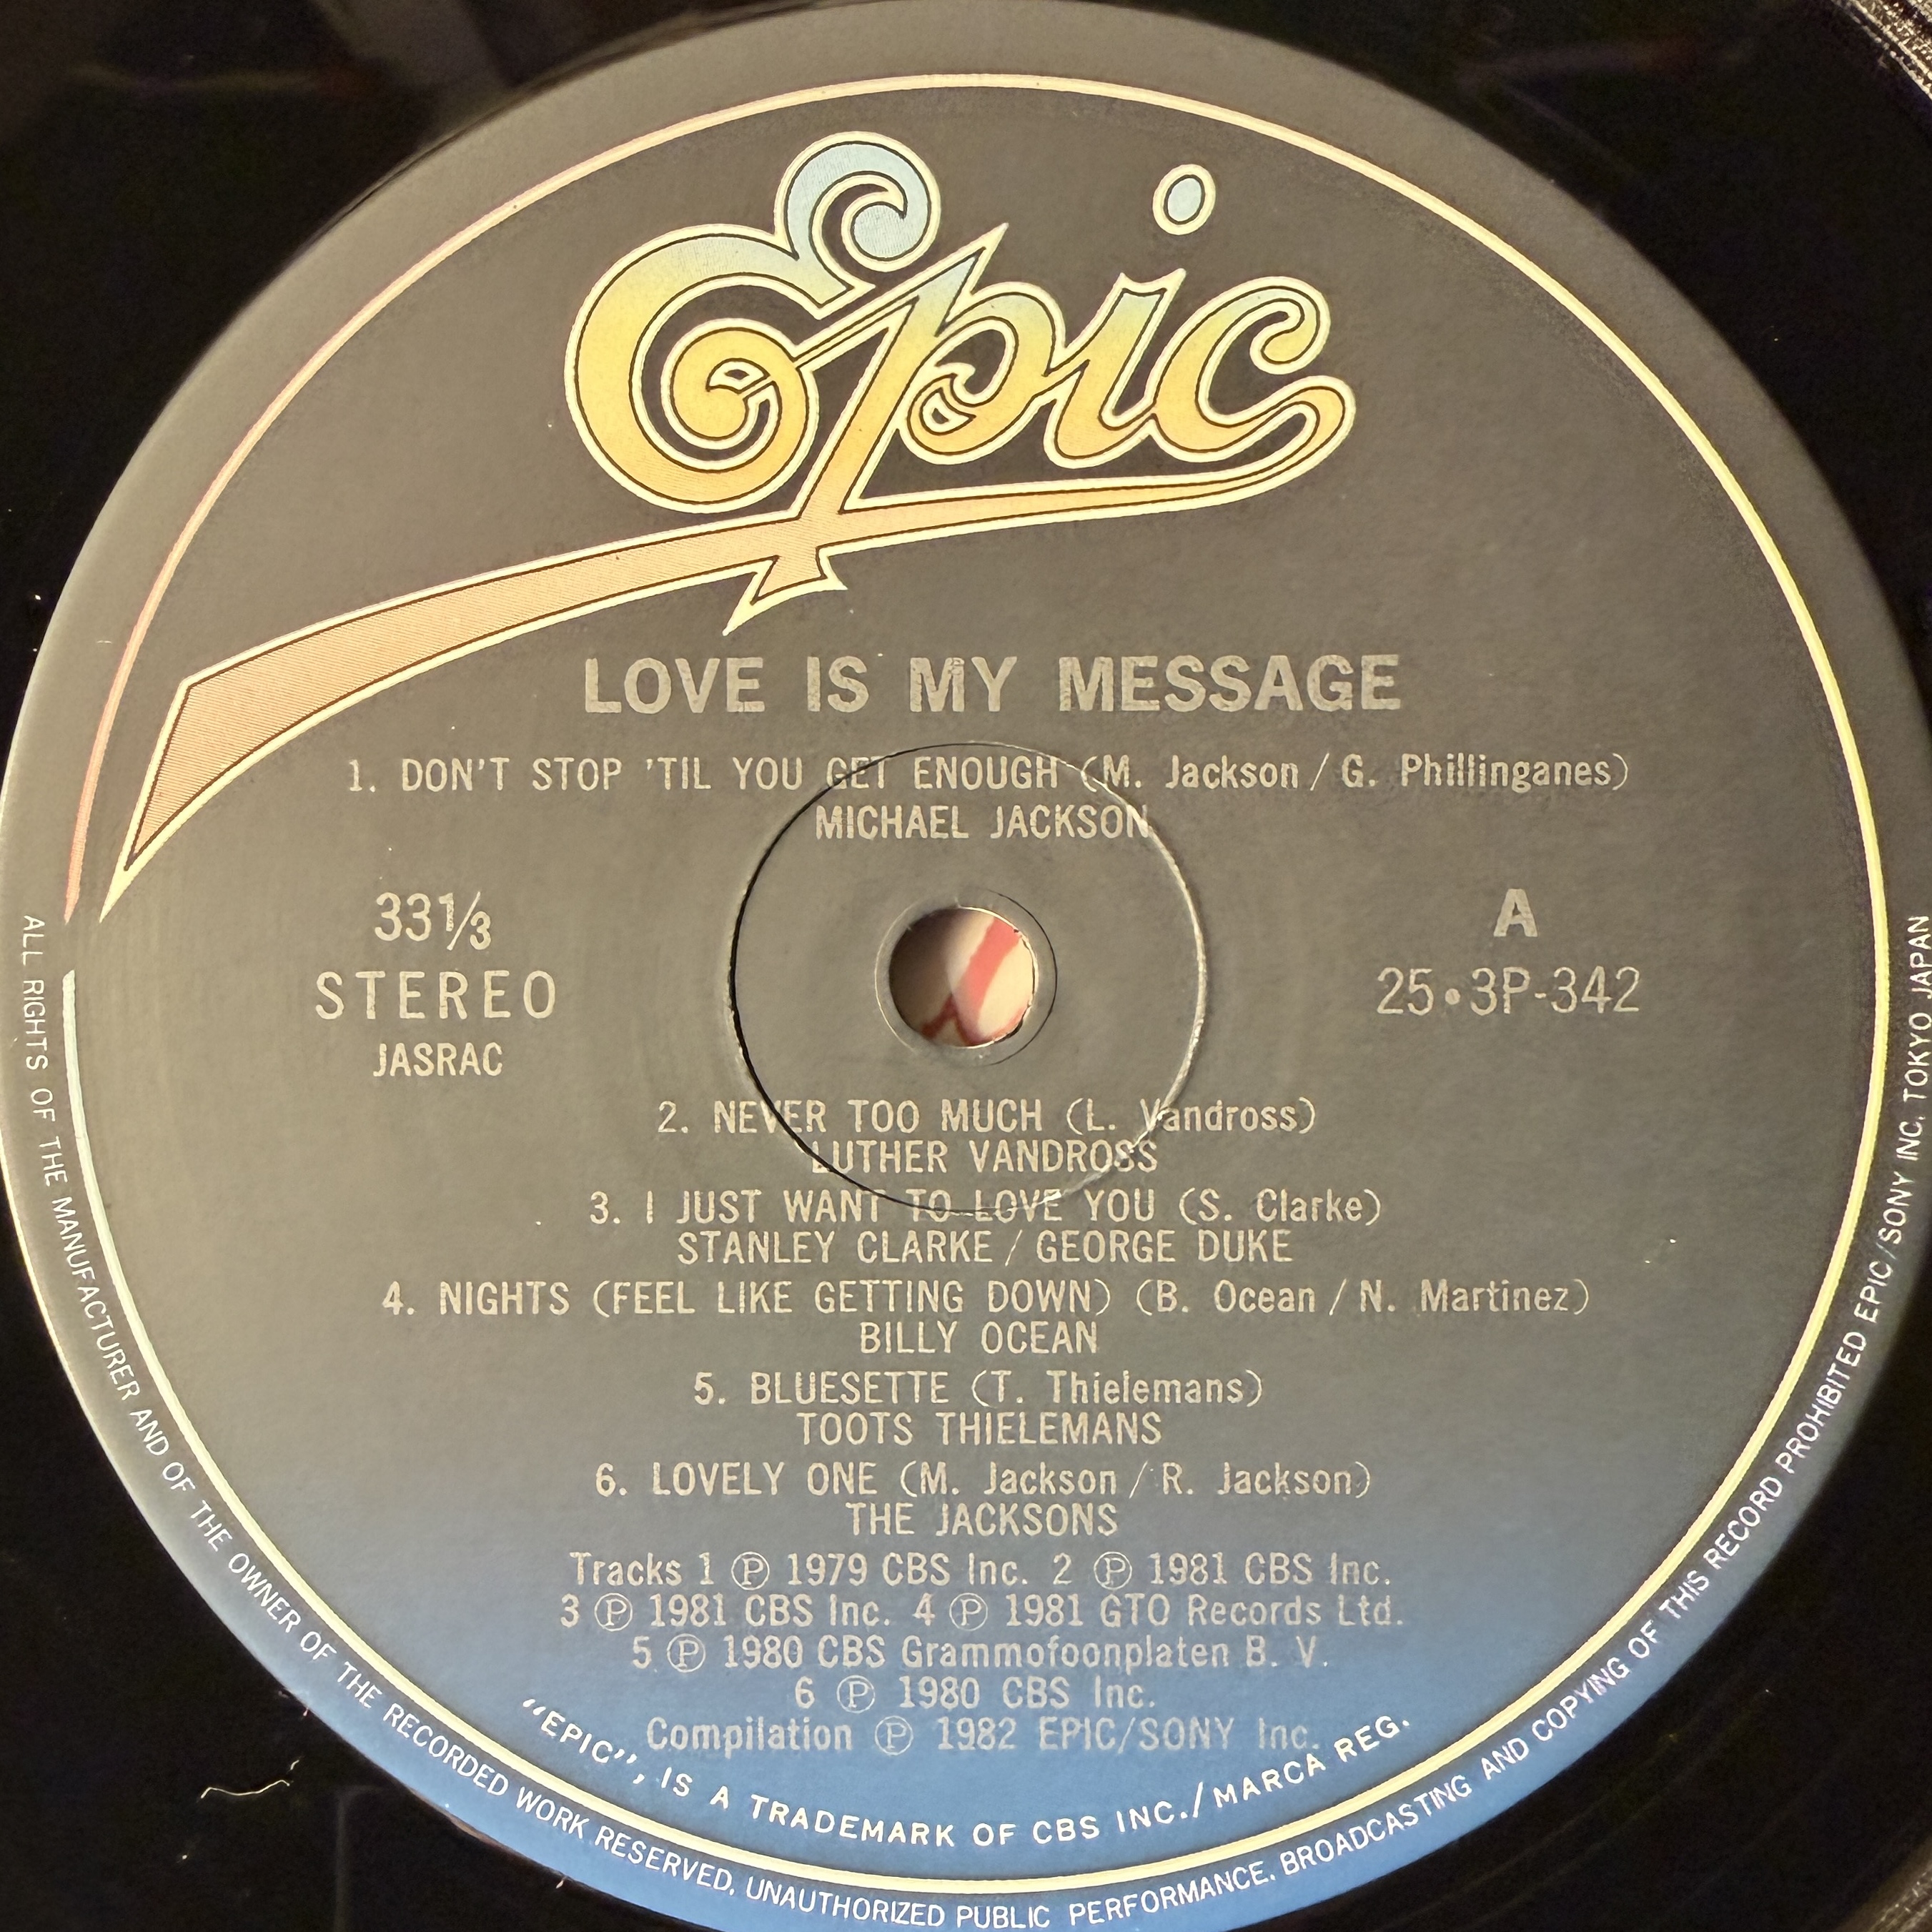 Epic
LOVE IS MY MESSAGE
1. DON'T STOP 'TIL YOU GET ENOUGH (M. Jackson / G. Phillinganes)
MICHAEL JACKSON
33⅓
STEREO
JASRAC
A
25•3P-342
2. NEVER TOO MUCH (L. Vandross)
LUTHER VANDROSS
3. I JUST WANT TO LOVE YOU (S. Clarke)
STANLEY CLARKE / GEORGE DUKE
4. NIGHTS (FEEL LIKE GETTING DOWN) (B. Ocean / N. Martinez)
BILLY OCEAN
5. BLUESETTE (T. Thielemans)
TOOTS THIELEMANS
6. LOVELY ONE (M. Jackson / R. Jackson)
THE JACKSONS
Tracks 1 Ⓟ 1979 CBS Inc. 2 Ⓟ 1981 CBS Inc.
3 Ⓟ 1981 CBS Inc. 4 Ⓟ 1981 GTO Records Ltd.
5 Ⓟ 1980 CBS Grammofoonplaten B. V.
6 Ⓟ 1980 CBS Inc.
Compilation Ⓟ 1982 EPIC/SONY Inc.
"EPIC", IS A TRADEMARK OF CBS INC./MARCA REG.
ALL RIGHTS OF THE MANUFACTURER AND OF THE OWNER OF THE RECORDED WORK RESERVED. UNAUTHORIZED PUBLIC PERFORMANCE. BROADCASTING AND COPYING OF THIS RECORD PROHIBITED EPIC/SONY INC. TOKYO JAPAN